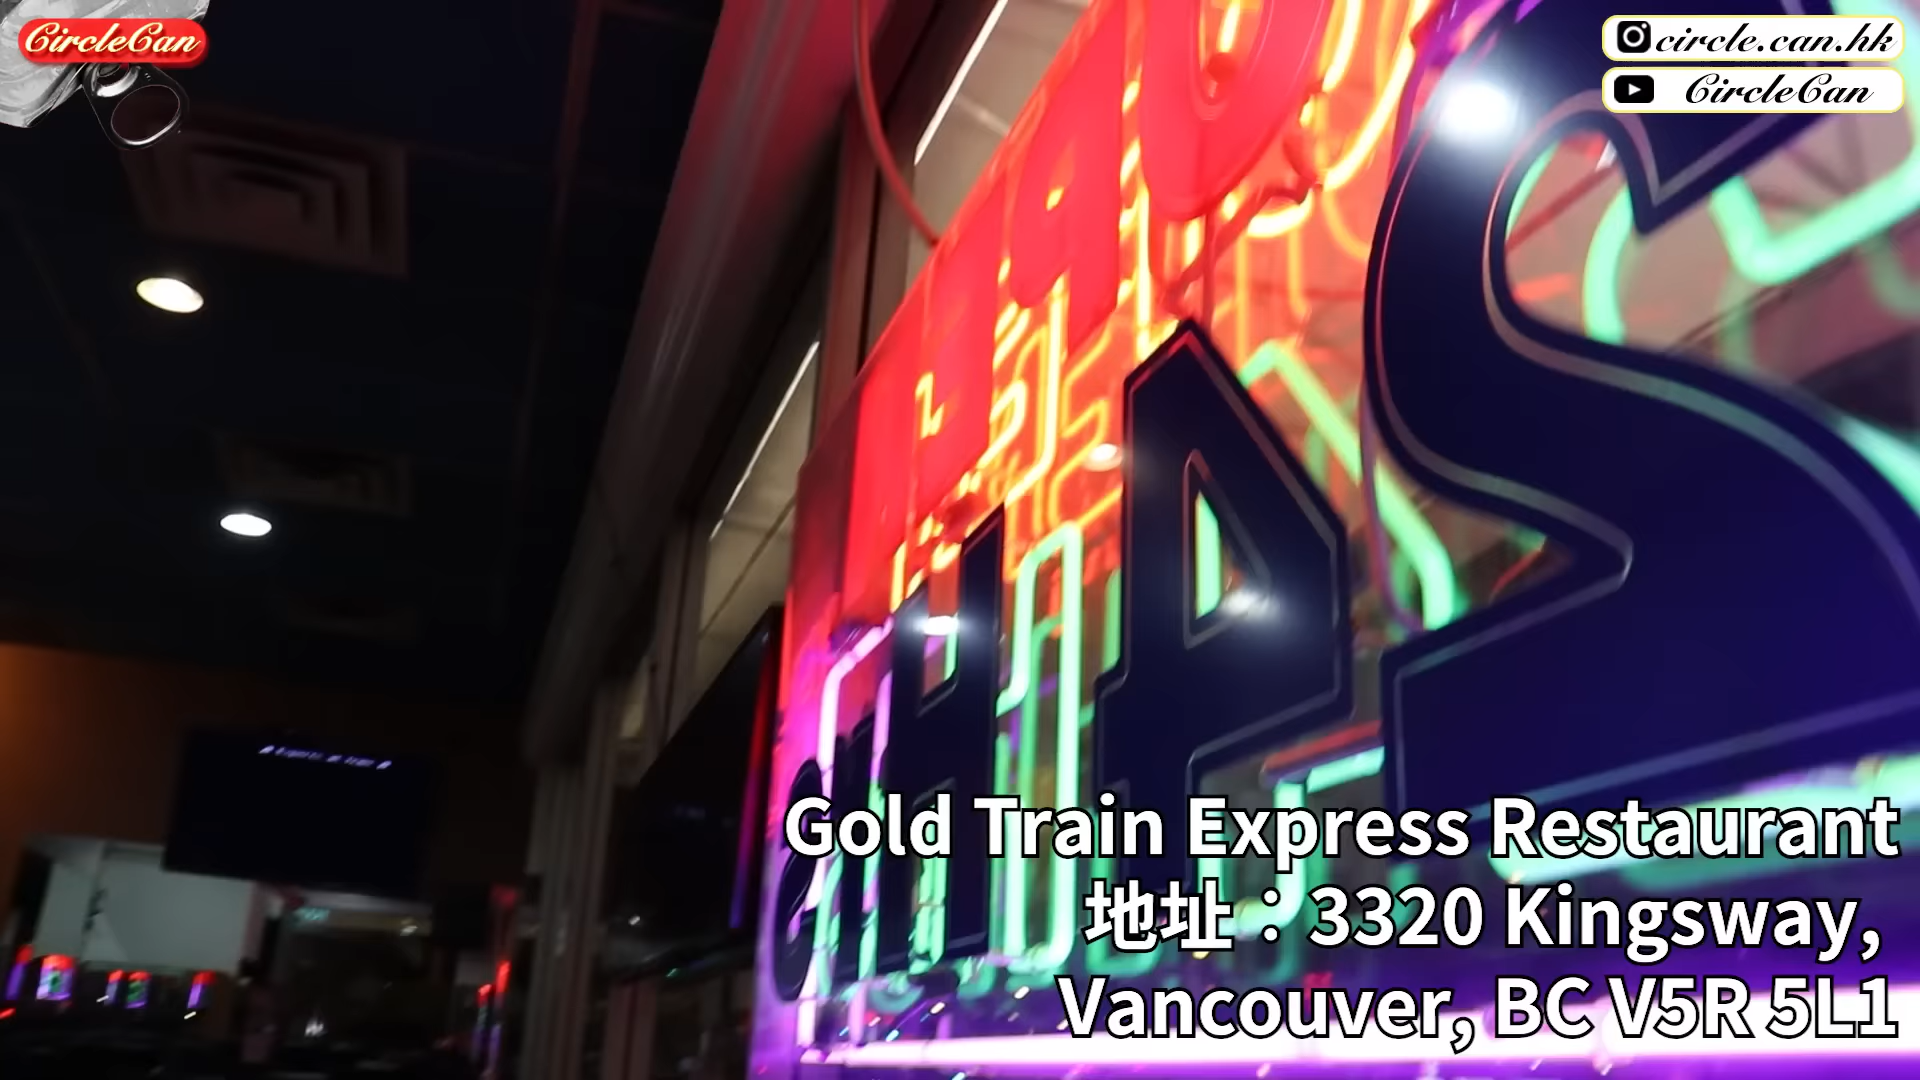 CircleCan
circle.can.hk
CircleCan
Gold Train Express Restaurant
地址：3320 Kingsway,
Vancouver, BC V5R 5L1